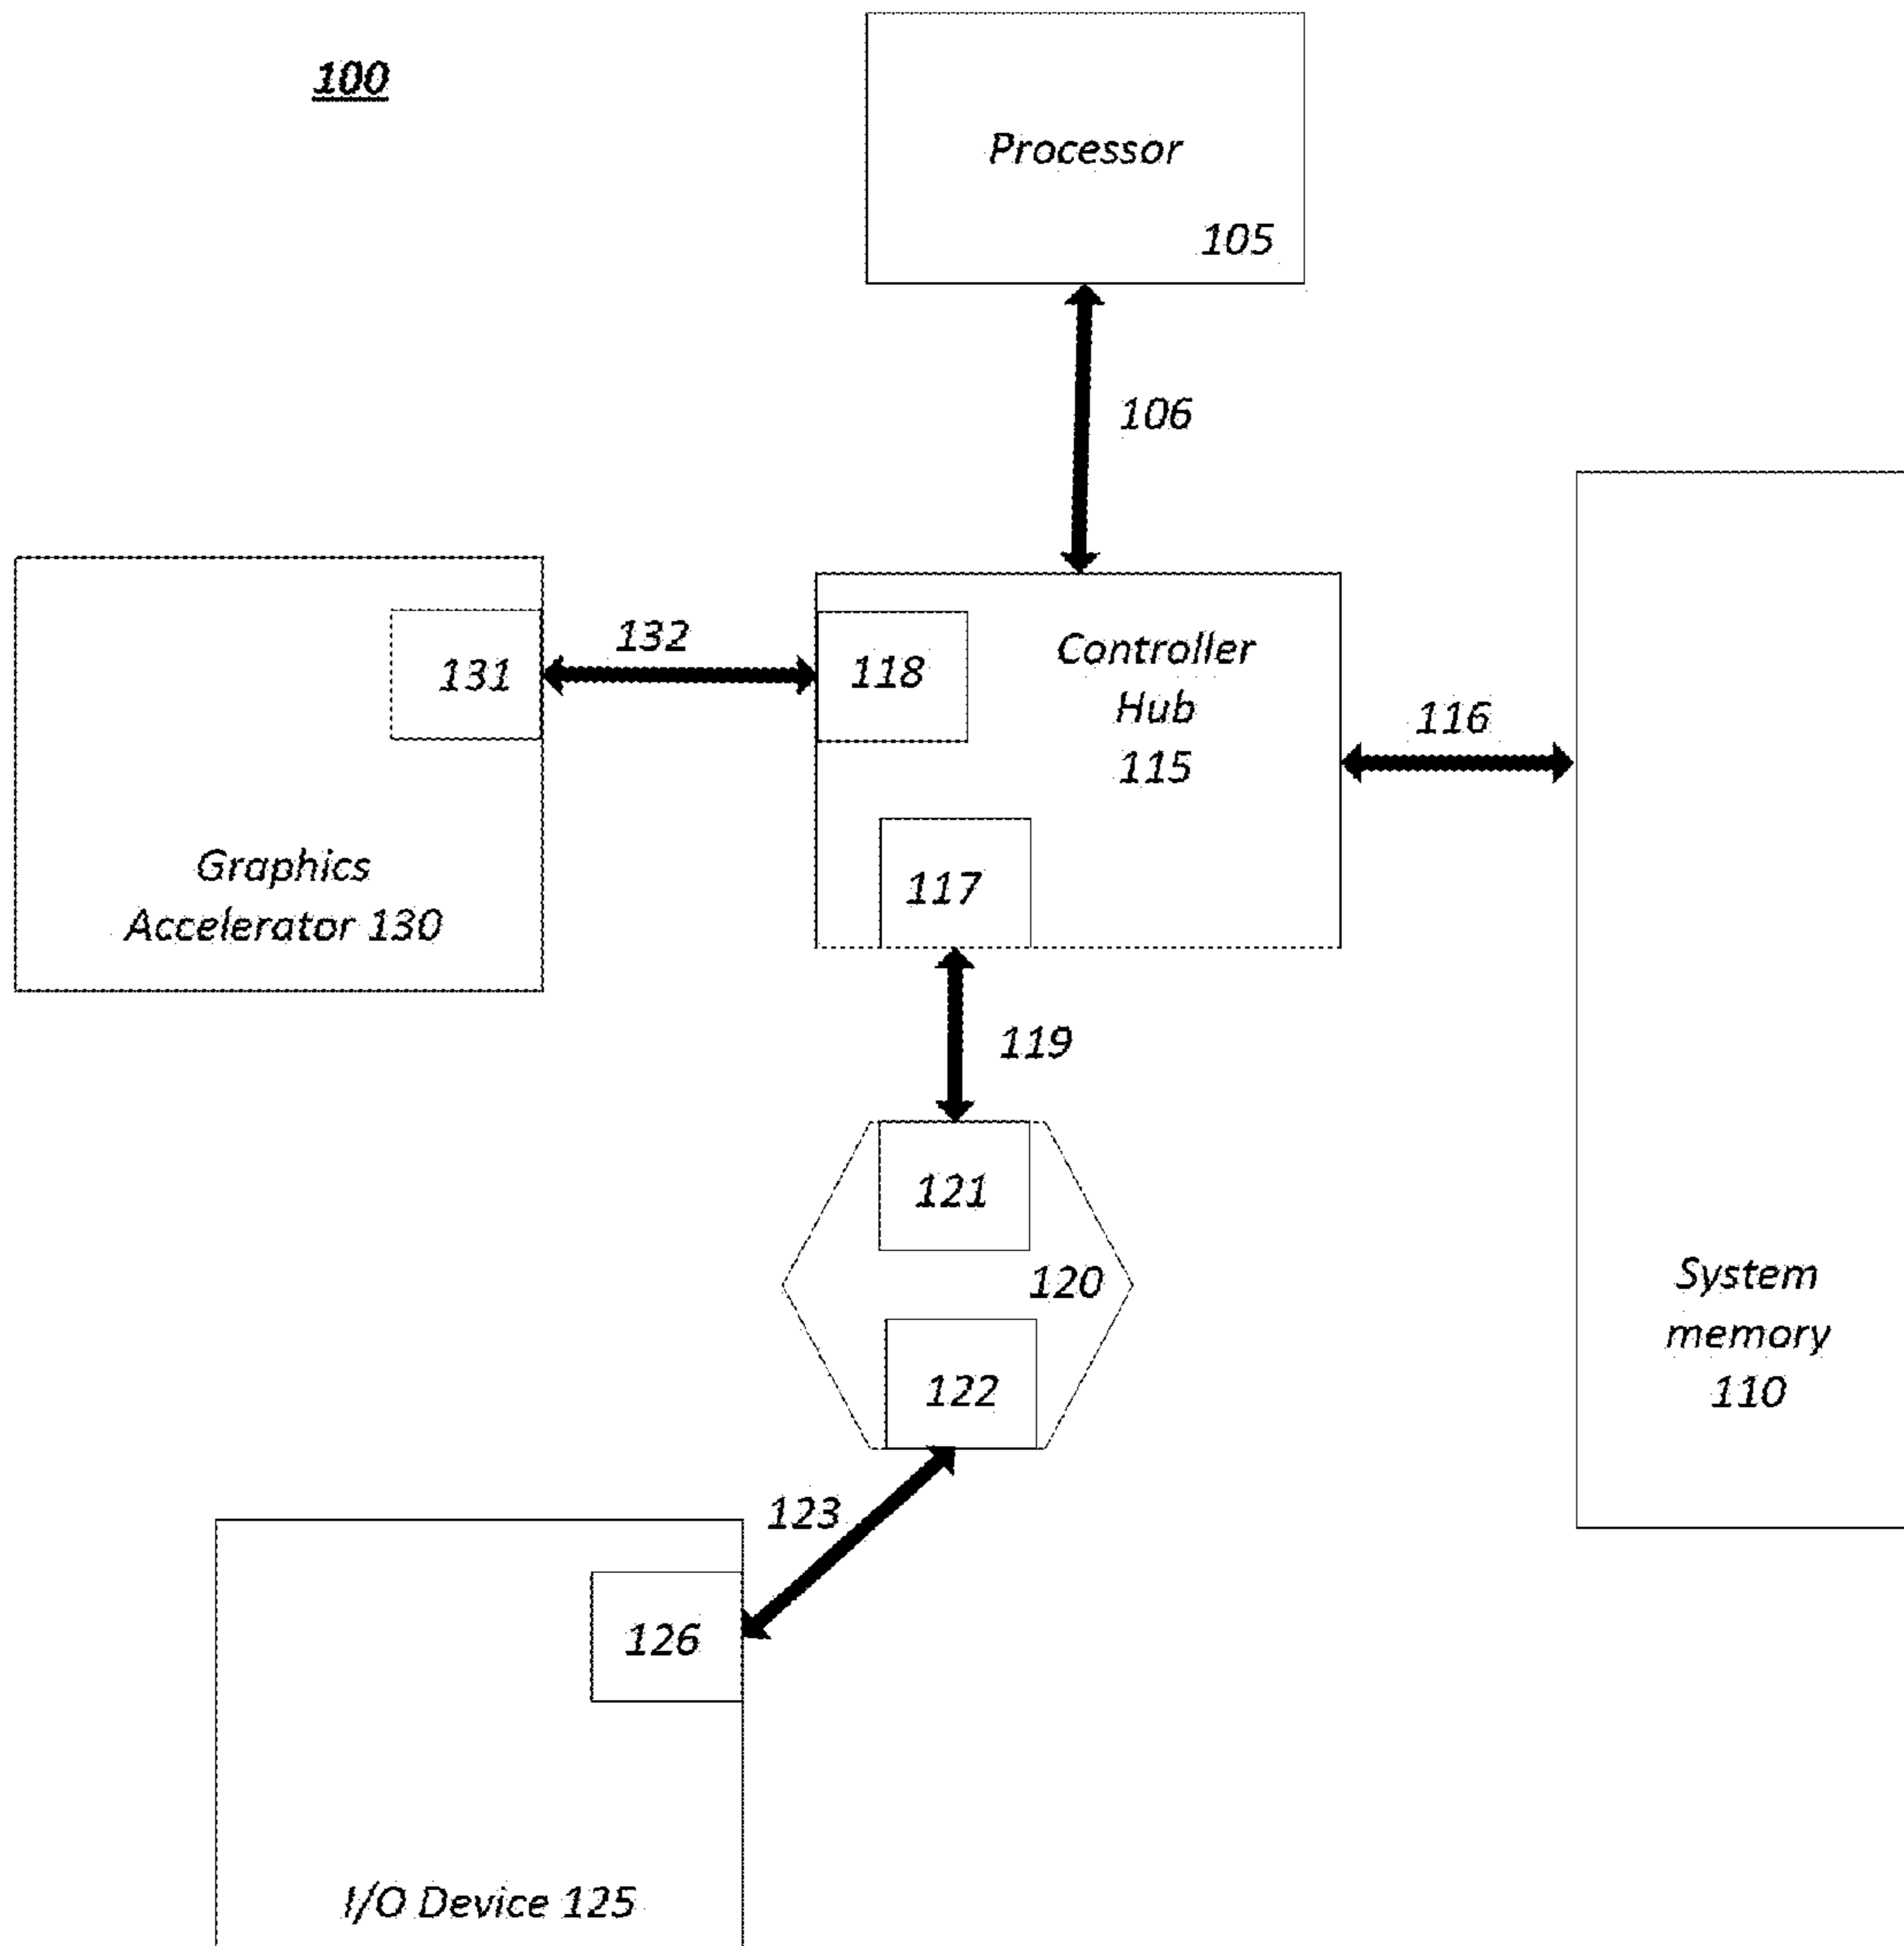 100
Processor
105
106
132
131
118
Controller
Hub
115
116
Graphics
Accelerator 130
117
119
121
120
122
System
memory
110
123
126
I/O Device 125